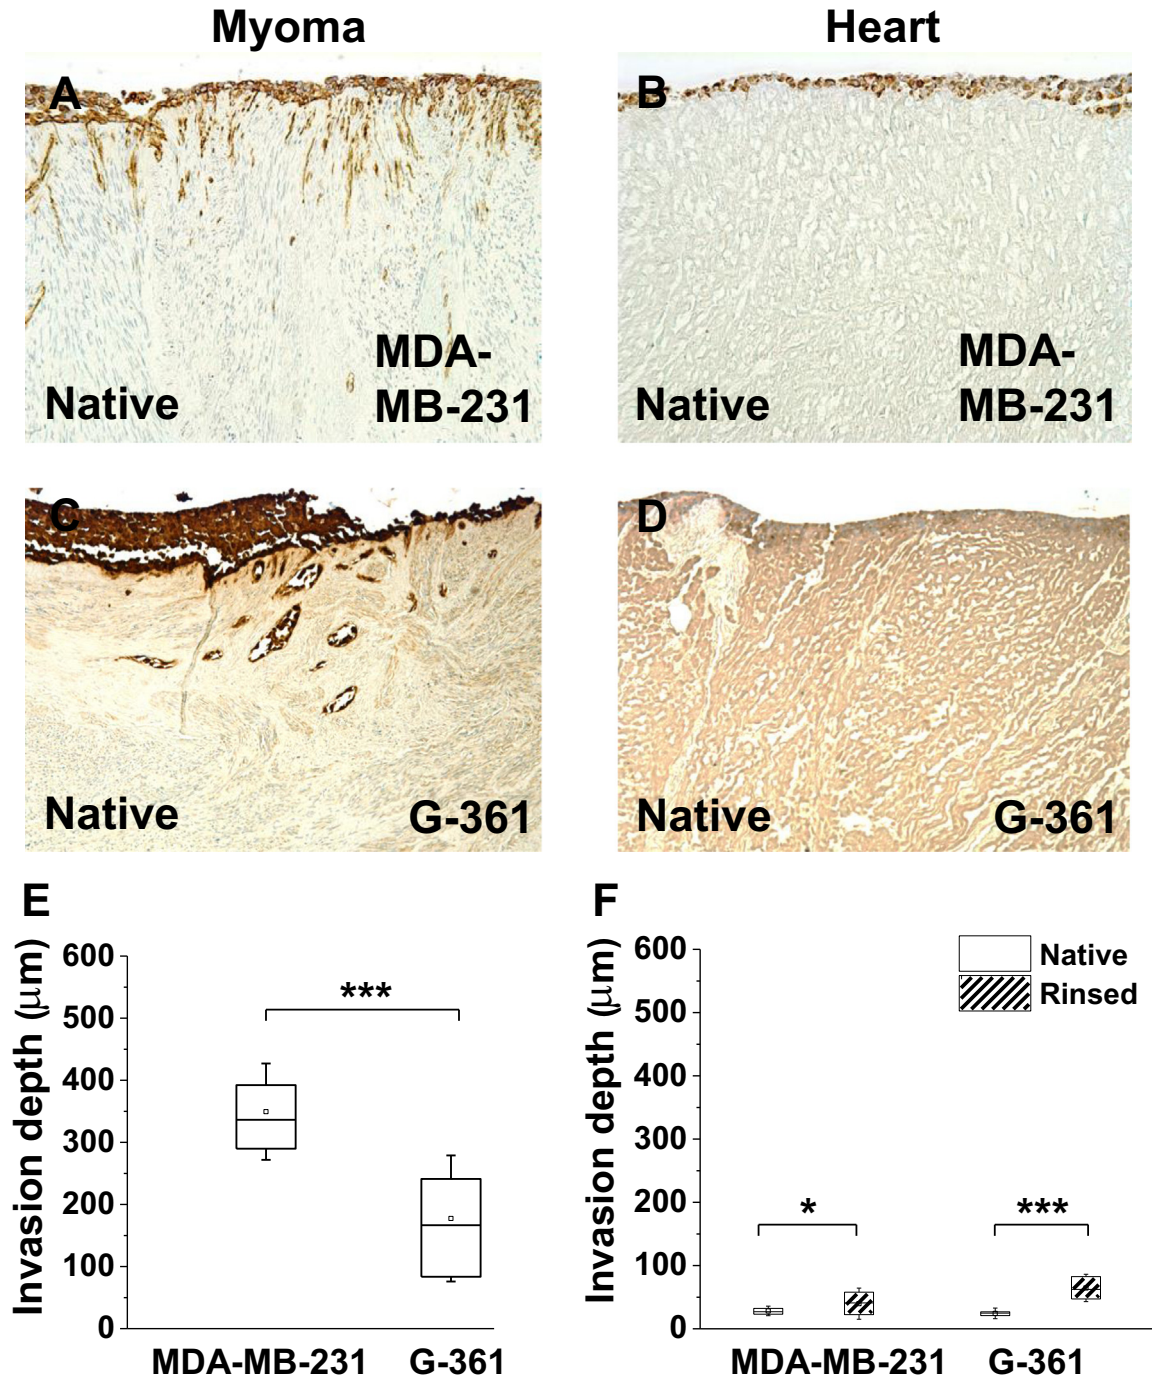 Myoma
Heart
A
MDA-
Native
MB-231
B
MDA-
Native
MB-231
C
Native
G-361
D
Native
G-361
E
Invasion depth (μm)
600
500
400
300
200
100
0
***
MDA-MB-231
G-361
F
Invasion depth (μm)
600
500
400
300
200
100
0
Native
Rinsed
*
***
MDA-MB-231
G-361